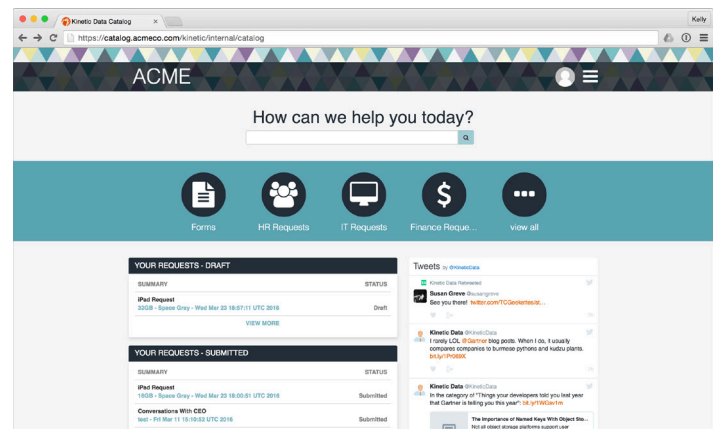 Kinetic Data Catalog
Kelly
https://catalog.acmeco.com/kinetic/internal/catalog
ACME
How can we help you today?
Forms
HR Requests
IT Requests
Finance Reque...
view all
YOUR REQUESTS - DRAFT
SUMMARY STATUS
iPad Request
32GB - Space Grey - Wed Mar 23 18:57:11 UTC 2016 Draft
VIEW MORE
YOUR REQUESTS - SUBMITTED
SUMMARY STATUS
iPad Request
16GB - Space Grey - Wed Mar 23 16:00:51 UTC 2016 Submitted
Conversations With CEO
test - Fri Mar 11 15:10:53 UTC 2016 Submitted
Tweets by @KineticData
Kinetic Data Retweeted
Susan Greve @susangreve
See you there! twitter.com/TCGeekettes/st...
Kinetic Data @KineticData
I rarely LOL @Gartner blog posts. When I do, it usually
compares companies to burmese pythons and kudzu plants.
Kinetic Data @KineticData
In the category of "Things your developers told you last year
that Gartner is telling you this year":
The Importance of Named Keys With Object Sto...
Not all object storage platforms support user